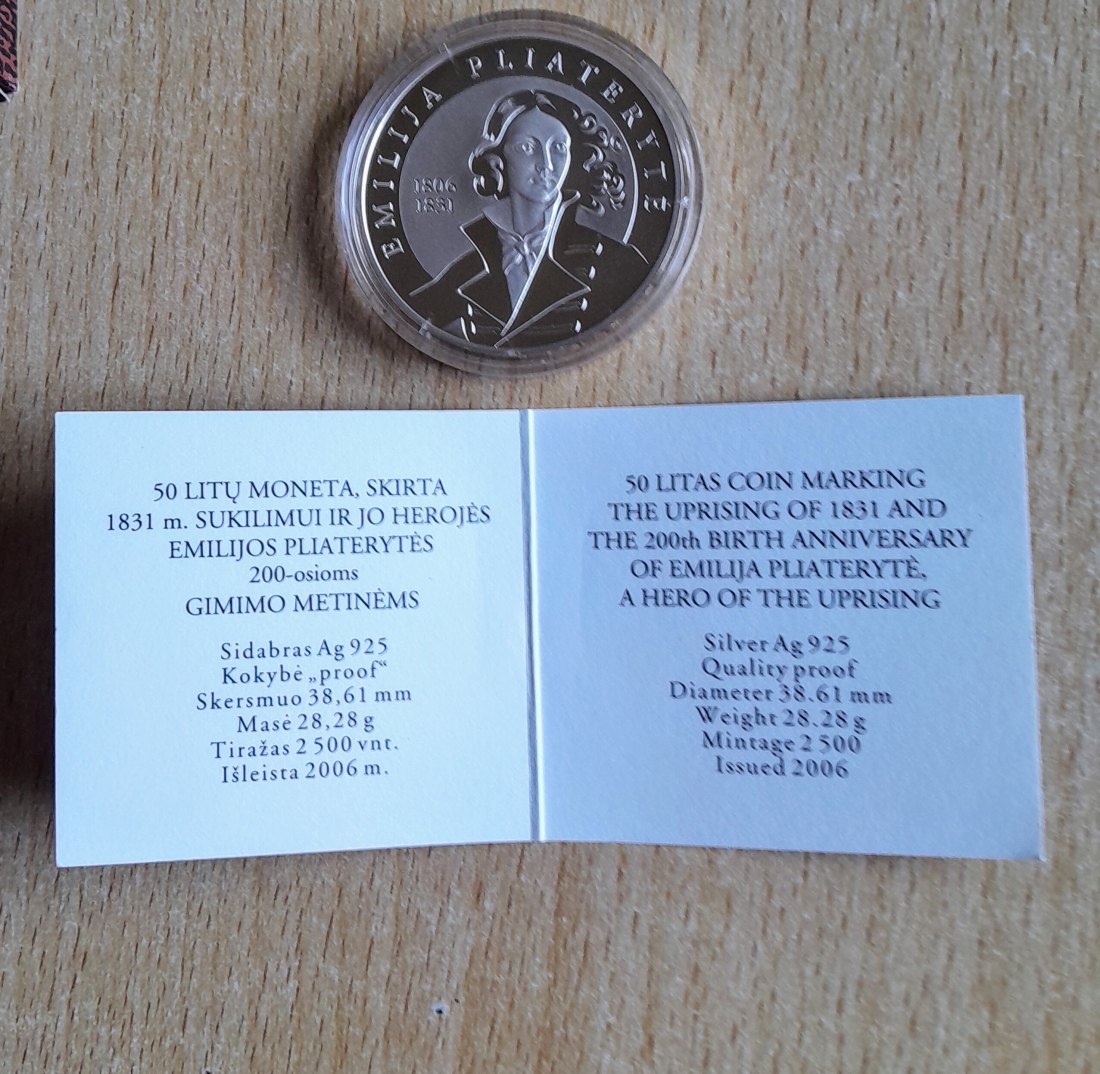 EMILIJA PLIATERYTĖ
1806
1831
50 LITŲ MONETA, SKIRTA
1831 m. SUKILIMUI IR JO HEROJĖS
EMILIJOS PLIATERYTĖS
200-osioms
GIMIMO METINĖMS
Sidabras Ag 925
Kokybė „proof“
Skersmuo 38,61 mm
Masė 28,28 g
Tiražas 2 500 vnt.
Išleista 2006 m.
50 LITAS COIN MARKING
THE UPRISING OF 1831 AND
THE 200th BIRTH ANNIVERSARY
OF EMILIJA PLIATERYTĖ,
A HERO OF THE UPRISING
Silver Ag 925
Quality proof
Diameter 38.61 mm
Weight 28.28 g
Mintage 2 500
Issued 2006